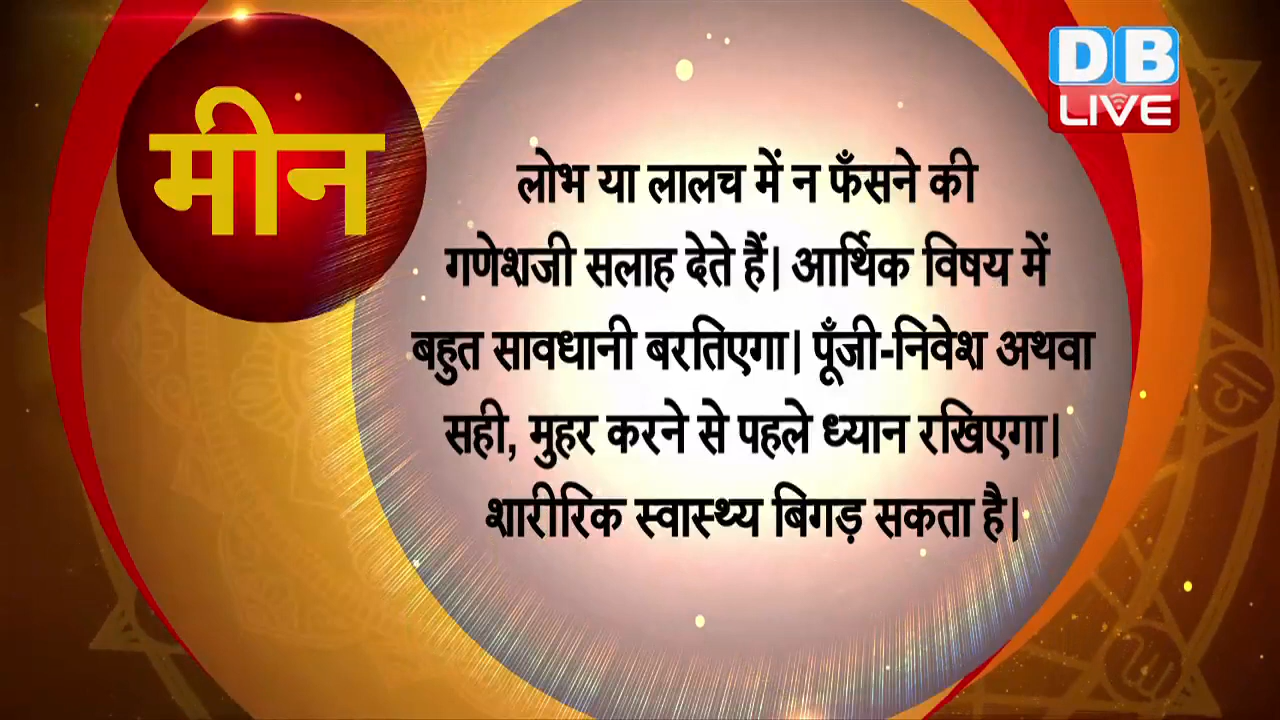 मीन
DB
LIVE
लोभ या लालच में न फँसने की
गणेशजी सलाह देते हैं| आर्थिक विषय में
बहुत सावधानी बरतिएगा| पूँजी-निवेश अथवा
सही, मुहर करने से पहले ध्यान रखिएगा|
शारीरिक स्वास्थ्य बिगड़ सकता है|